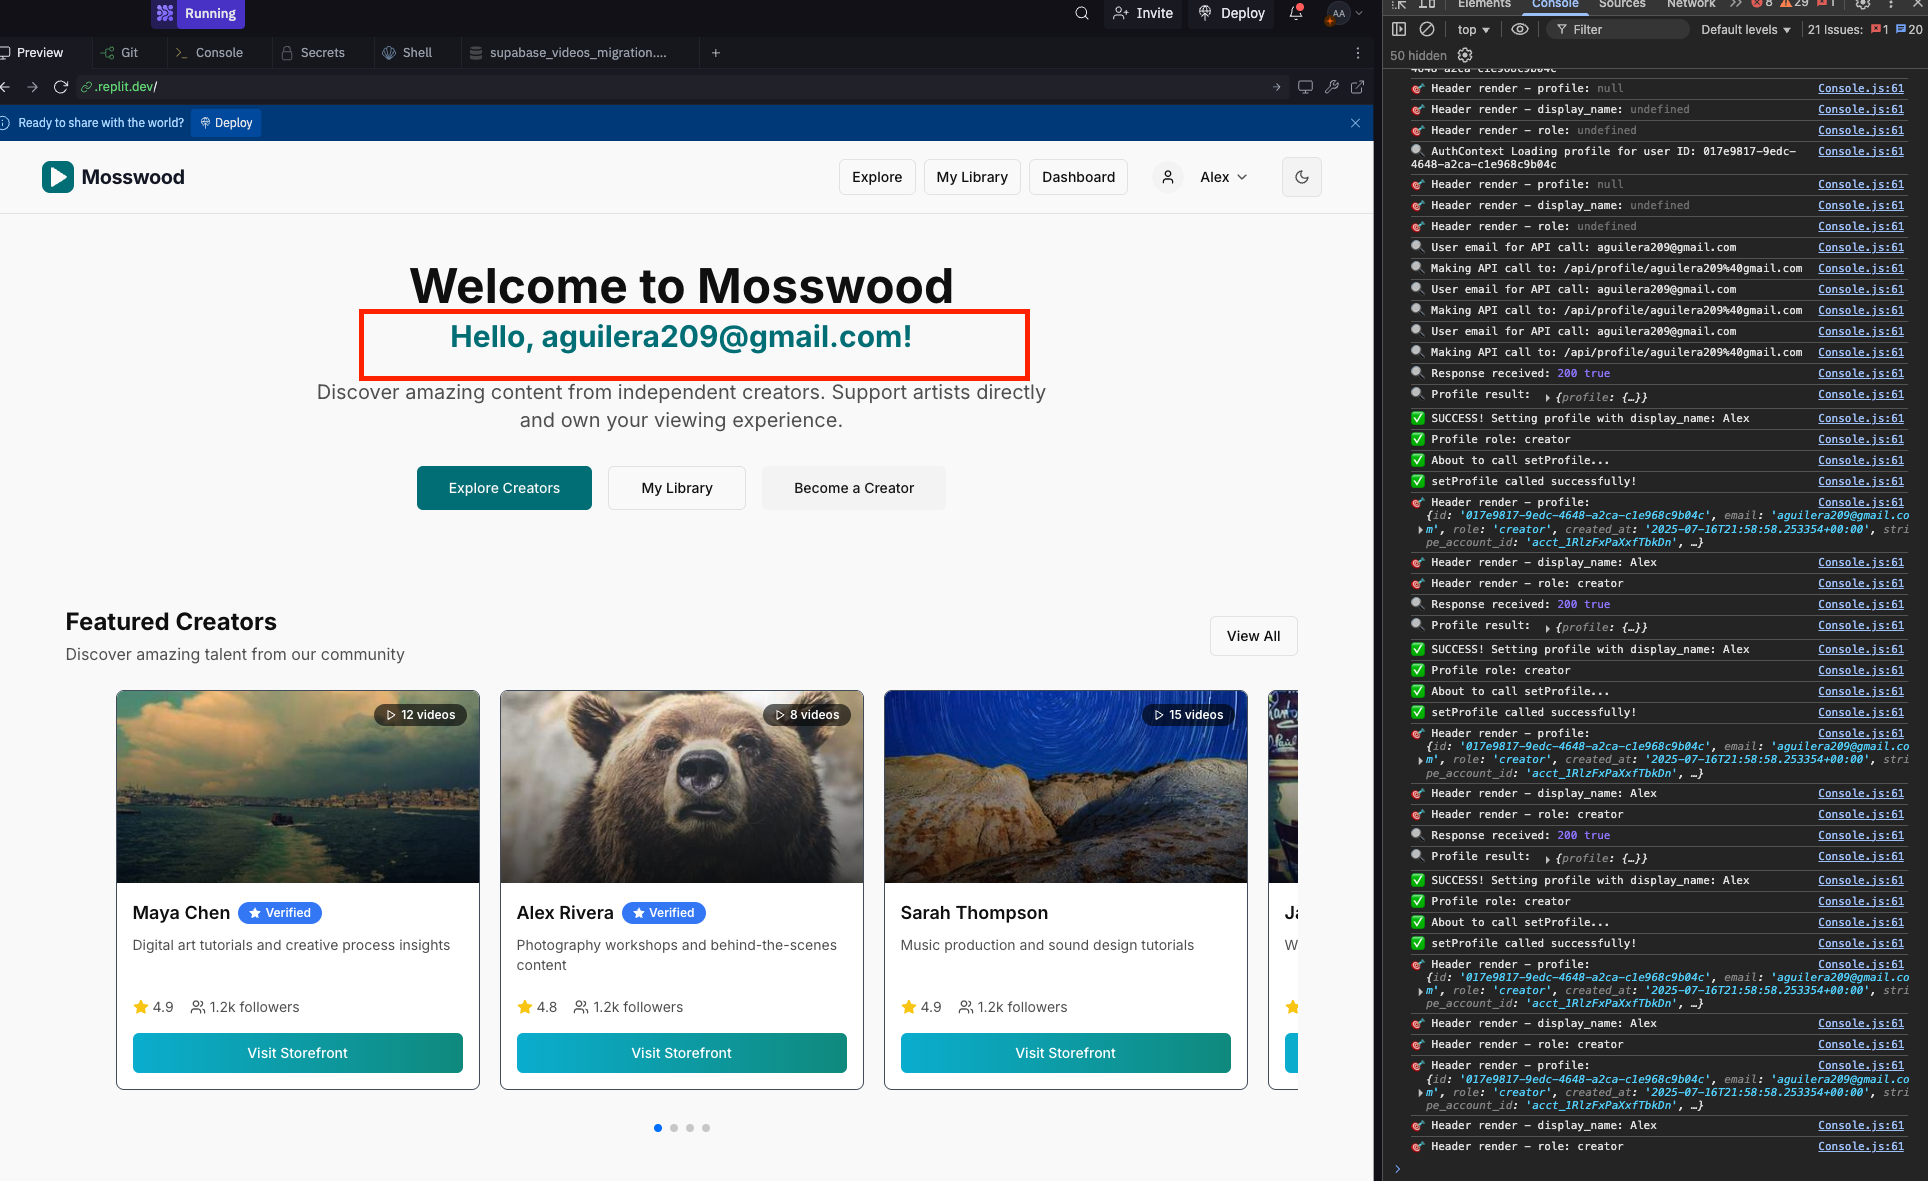 Running
Invite
Deploy
AA
Preview
Git
Console
Secrets
Shell
supabase_videos_migration....
.replit.dev/
Ready to share with the world?
Deploy
Mosswood
Explore
My Library
Dashboard
Alex
Welcome to Mosswood
Hello, aguilera209@gmail.com!
Discover amazing content from independent creators. Support artists directly
and own your viewing experience.
Explore Creators
My Library
Become a Creator
Featured Creators
Discover amazing talent from our community
View All
12 videos
8 videos
15 videos
Maya Chen
Verified
Digital art tutorials and creative process insights
4.9
1.2k followers
Visit Storefront
Alex Rivera
Verified
Photography workshops and behind-the-scenes
content
4.8
1.2k followers
Visit Storefront
Sarah Thompson
Music production and sound design tutorials
4.9
1.2k followers
Visit Storefront
Elements
Console
Sources
Network
8
29
1
top
Filter
Default levels
21 Issues:
1
20
50 hidden
4648-a2ca-c1e968c9b04c
Header render - profile: null Console.js:61
Header render - display_name: undefined Console.js:61
Header render - role: undefined Console.js:61
AuthContext Loading profile for user ID: 017e9817-9edc- Console.js:61
4648-a2ca-c1e968c9b04c
Header render - profile: null Console.js:61
Header render - display_name: undefined Console.js:61
Header render - role: undefined Console.js:61
User email for API call: aguilera209@gmail.com Console.js:61
Making API call to: /api/profile/aguilera209%40gmail.com Console.js:61
User email for API call: aguilera209@gmail.com Console.js:61
Making API call to: /api/profile/aguilera209%40gmail.com Console.js:61
User email for API call: aguilera209@gmail.com Console.js:61
Making API call to: /api/profile/aguilera209%40gmail.com Console.js:61
Response received: 200 true Console.js:61
Profile result: {profile: {…}} Console.js:61
SUCCESS! Setting profile with display_name: Alex Console.js:61
Profile role: creator Console.js:61
About to call setProfile... Console.js:61
setProfile called successfully! Console.js:61
Header render - profile: Console.js:61
{id: '017e9817-9edc-4648-a2ca-c1e968c9b04c', email: 'aguilera209@gmail.co
m', role: 'creator', created_at: '2025-07-16T21:58:58.253354+00:00', stri
pe_account_id: 'acct_1RlzFxPaXxfTbkDn', …}
Header render - display_name: Alex Console.js:61
Header render - role: creator Console.js:61
Response received: 200 true Console.js:61
Profile result: {profile: {…}} Console.js:61
SUCCESS! Setting profile with display_name: Alex Console.js:61
Profile role: creator Console.js:61
About to call setProfile... Console.js:61
setProfile called successfully! Console.js:61
Header render - profile: Console.js:61
{id: '017e9817-9edc-4648-a2ca-c1e968c9b04c', email: 'aguilera209@gmail.co
m', role: 'creator', created_at: '2025-07-16T21:58:58.253354+00:00', stri
pe_account_id: 'acct_1RlzFxPaXxfTbkDn', …}
Header render - display_name: Alex Console.js:61
Header render - role: creator Console.js:61
Response received: 200 true Console.js:61
Profile result: {profile: {…}} Console.js:61
SUCCESS! Setting profile with display_name: Alex Console.js:61
Profile role: creator Console.js:61
About to call setProfile... Console.js:61
setProfile called successfully! Console.js:61
Header render - profile: Console.js:61
{id: '017e9817-9edc-4648-a2ca-c1e968c9b04c', email: 'aguilera209@gmail.co
m', role: 'creator', created_at: '2025-07-16T21:58:58.253354+00:00', stri
pe_account_id: 'acct_1RlzFxPaXxfTbkDn', …}
Header render - display_name: Alex Console.js:61
Header render - role: creator Console.js:61
Header render - profile: Console.js:61
{id: '017e9817-9edc-4648-a2ca-c1e968c9b04c', email: 'aguilera209@gmail.co
m', role: 'creator', created_at: '2025-07-16T21:58:58.253354+00:00', stri
pe_account_id: 'acct_1RlzFxPaXxfTbkDn', …}
Header render - display_name: Alex Console.js:61
Header render - role: creator Console.js:61